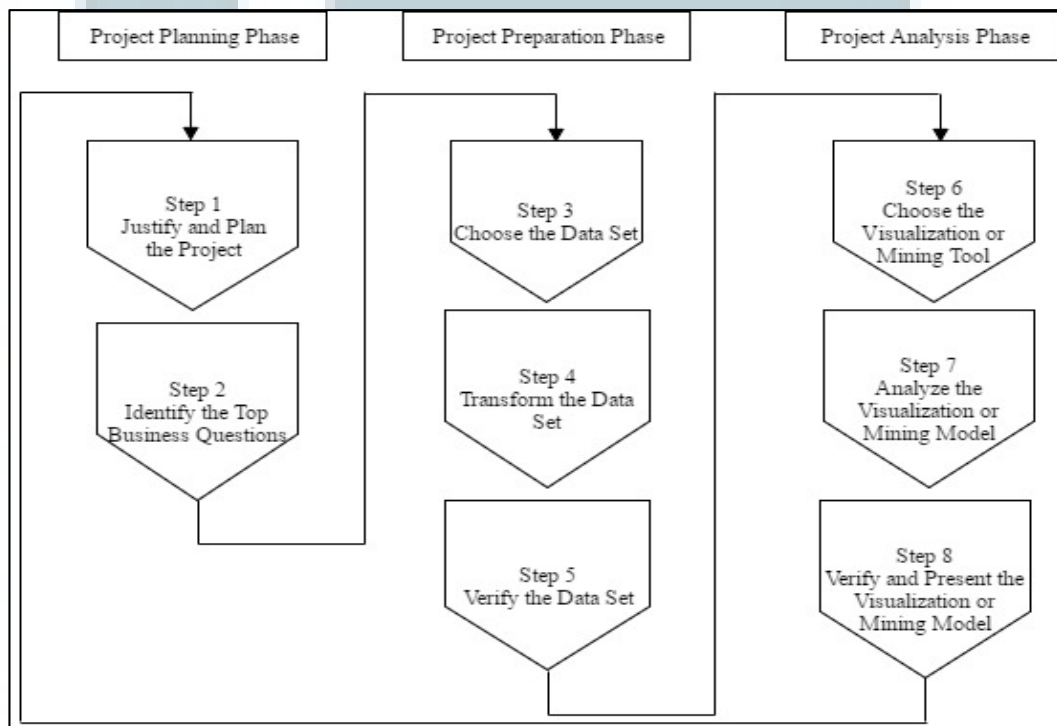 Project Planning Phase
Project Preparation Phase
Project Analysis Phase
Step 1
Justify and Plan
the Project
Step 2
Identify the Top
Business Questions
Step 3
Choose the Data Set
Step 4
Transform the Data
Set
Step 5
Verify the Data Set
Step 6
Choose the
Visualization or
Mining Tool
Step 7
Analyze the
Visualization or
Mining Model
Step 8
Verify and Present the
Visualization or
Mining Model